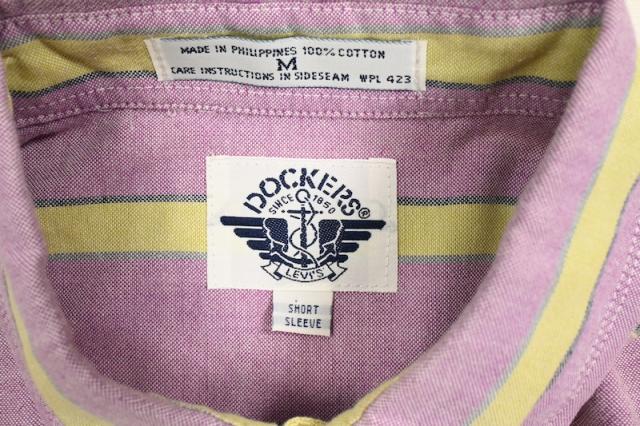 MADE IN PHILIPPINES 100% COTTON
M
CARE INSTRUCTIONS IN SIDESEAM WPL 423
DOCKERS®
SINCE 1850
LEVI'S
SHORT
SLEEVE